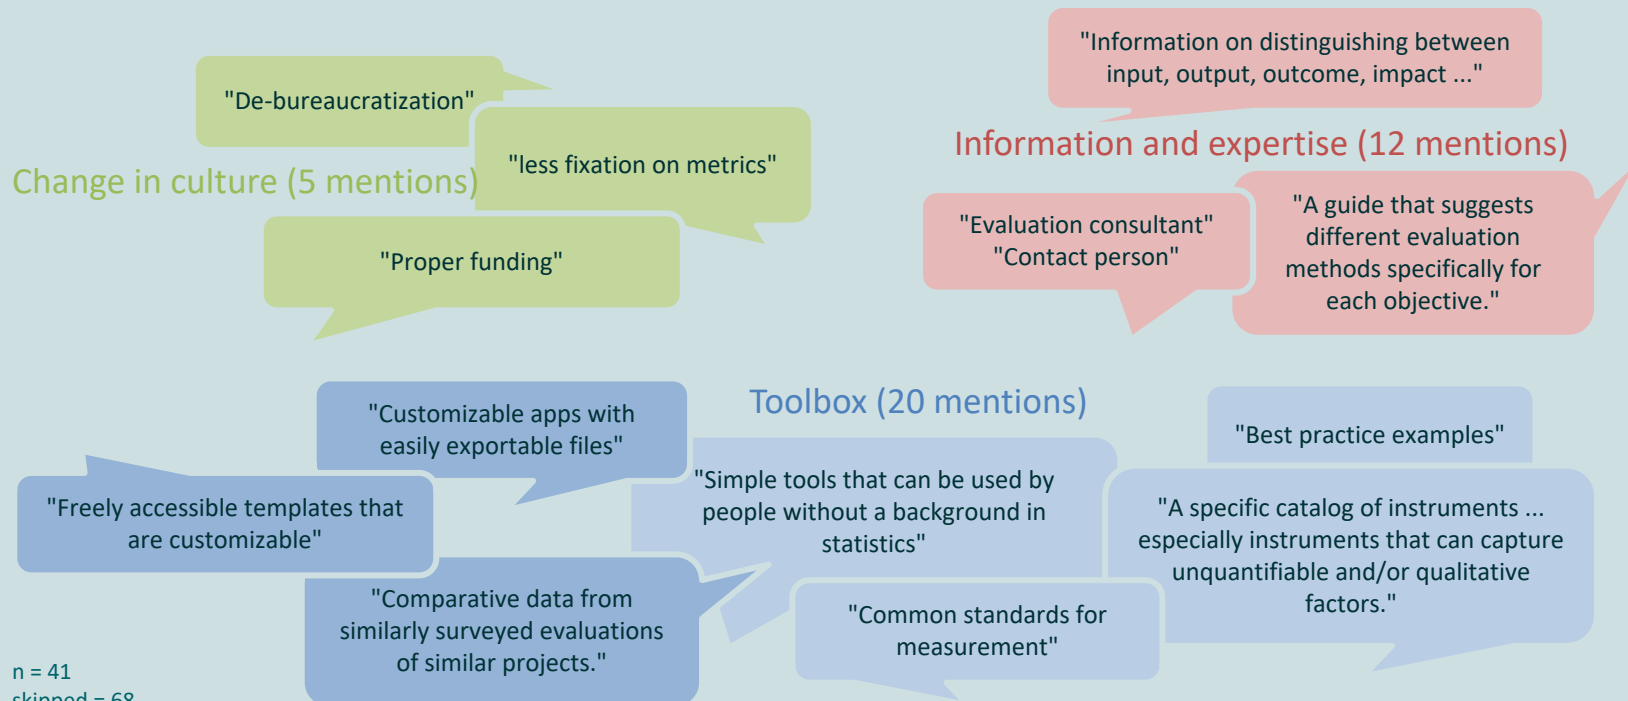 "De-bureaucratization"
"less fixation on metrics"
Change in culture (5 mentions)
"Proper funding"
"Information on distinguishing between
input, output, outcome, impact ..."
Information and expertise (12 mentions)
"Evaluation consultant"
"Contact person"
"A guide that suggests
different evaluation
methods specifically for
each objective."
Toolbox (20 mentions)
"Customizable apps with
easily exportable files"
"Freely accessible templates that
are customizable"
"Comparative data from
similarly surveyed evaluations
of similar projects."
"Simple tools that can be used by
people without a background in
statistics"
"Common standards for
measurement"
"Best practice examples"
"A specific catalog of instruments ...
especially instruments that can capture
unquantifiable and/or qualitative
factors."
n = 41
skipped = 68